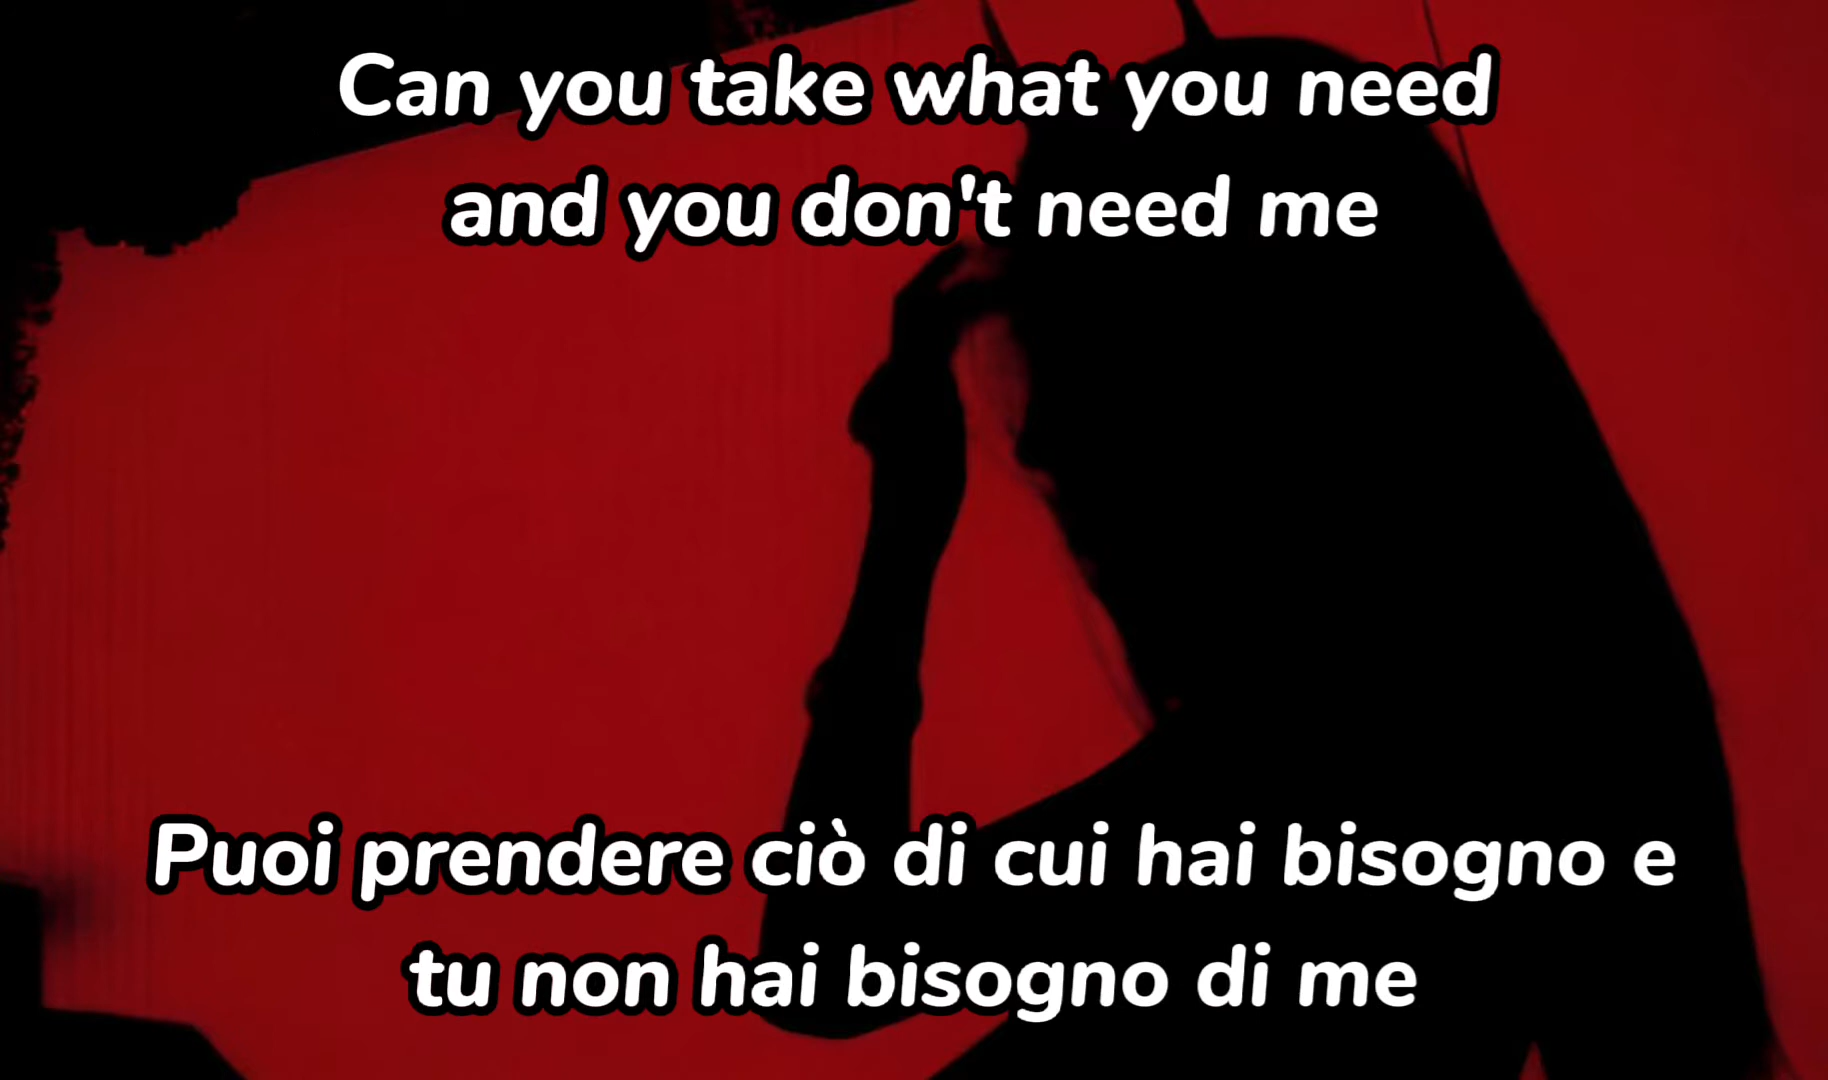 Can you take what you need
and you don't need me
Puoi prendere ciò di cui hai bisogno e
tu non hai bisogno di me